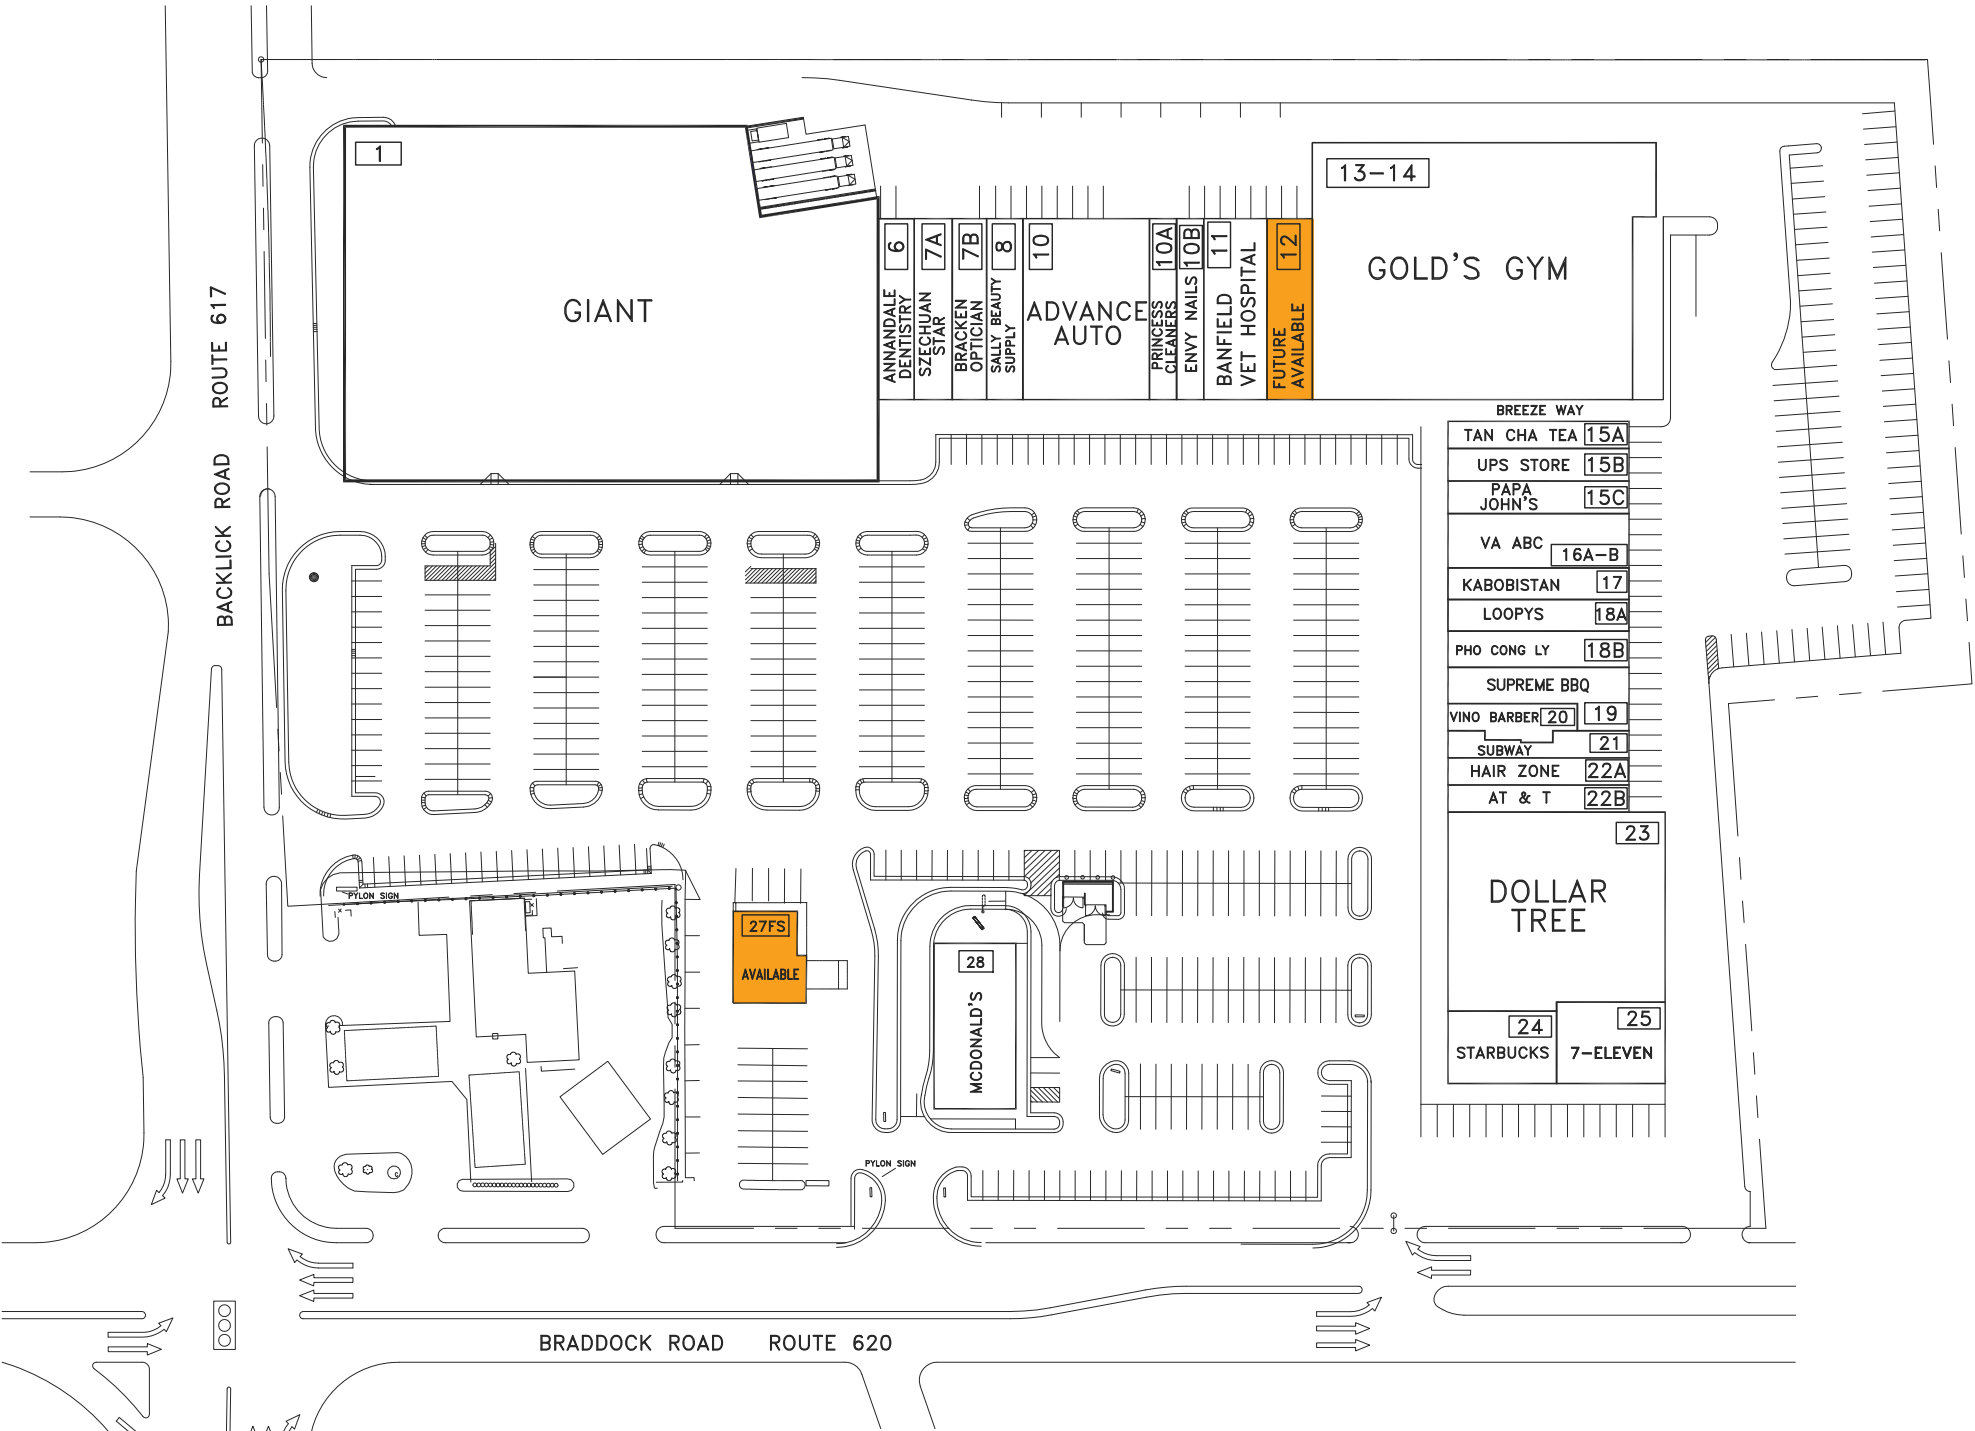 1
GIANT
ROUTE 617
BACKLICK ROAD
6
ANNANDALE
DENTISTRY
7A
SZECHUAN
STAR
7B
BRACKEN
OPTICIAN
8
SALLY BEAUTY
SUPPLY
10
ADVANCE
AUTO
10A
PRINCESS
CLEANERS
10B
ENVY NAILS
11
BANFIELD
VET HOSPITAL
12
FUTURE
AVAILABLE
13-14
GOLD'S GYM
BREEZE WAY
TAN CHA TEA 15A
UPS STORE 15B
PAPA
JOHN'S 15C
VA ABC
16A-B
KABOBISTAN 17
LOOPYS 18A
PHO CONG LY 18B
SUPREME BBQ
19
VINO BARBER 20
21
SUBWAY
HAIR ZONE 22A
AT & T 22B
23
DOLLAR
TREE
24
STARBUCKS
25
7-ELEVEN
PYLON SIGN
27FS
AVAILABLE
28
MCDONALD'S
PYLON SIGN
BRADDOCK ROAD ROUTE 620